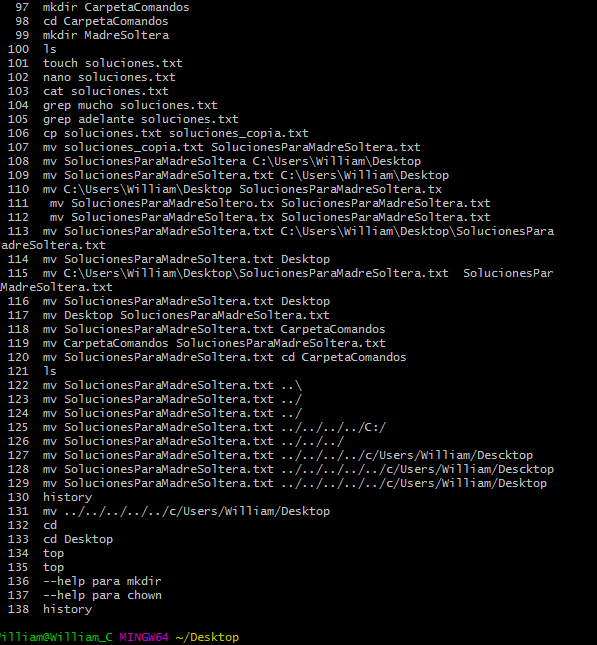 97 mkdir CarpetaComandos
98 cd CarpetaComandos
99 mkdir MadreSoltera
100 ls
101 touch soluciones.txt
102 nano soluciones.txt
103 cat soluciones.txt
104 grep mucho soluciones.txt
105 grep adelante soluciones.txt
106 cp soluciones.txt soluciones_copia.txt
107 mv soluciones_copia.txt SolucionesParaMadreSoltera.txt
108 mv SolucionesParaMadreSoltera C:\Users\William\Desktop
109 mv SolucionesParaMadreSoltera.txt C:\Users\William\Desktop
110 mv C:\Users\William\Desktop SolucionesParaMadreSoltera.tx
111  mv SolucionesParaMadreSoltero.tx SolucionesParaMadreSoltera.txt
112  mv SolucionesParaMadreSoltera.tx SolucionesParaMadreSoltera.txt
113 mv SolucionesParaMadreSoltera.txt C:\Users\William\Desktop\SolucionesPara
adreSoltera.txt
114 mv SolucionesParaMadreSoltera.txt Desktop
115 mv C:\Users\William\Desktop\SolucionesParaMadreSoltera.txt  SolucionesPar
MadreSoltera.txt
116 mv SolucionesParaMadreSoltera.txt Desktop
117 mv Desktop SolucionesParaMadreSoltera.txt
118 mv SolucionesParaMadreSoltera.txt CarpetaComandos
119 mv CarpetaComandos SolucionesParaMadreSoltera.txt
120 mv SolucionesParaMadreSoltera.txt cd CarpetaComandos
121 ls
122 mv SolucionesParaMadreSoltera.txt ..\
123 mv SolucionesParaMadreSoltera.txt ../
124 mv SolucionesParaMadreSoltera.txt ../
125 mv SolucionesParaMadreSoltera.txt ../../../../C:/
126 mv SolucionesParaMadreSoltera.txt ../../../
127 mv SolucionesParaMadreSoltera.txt ../../../../c/Users/William/Descktop
128 mv SolucionesParaMadreSoltera.txt ../../../../../c/Users/William/Descktop
129 mv SolucionesParaMadreSoltera.txt ../../../../../c/Users/William/Desktop
130 history
131 mv ../../../../../c/Users/William/Desktop
132 cd
133 cd Desktop
134 top
135 top
136 --help para mkdir
137 --help para chown
138 history
illiam@William_C MINGW64 ~/Desktop